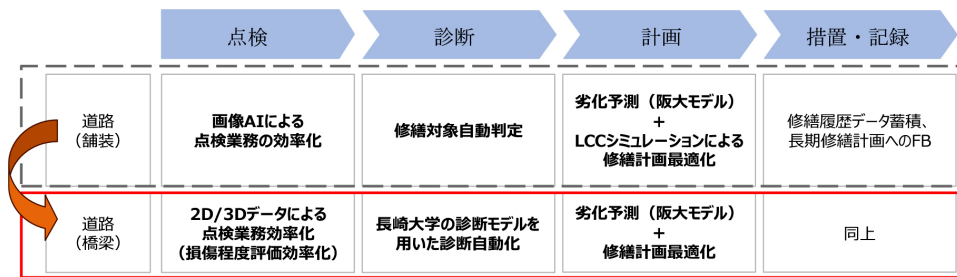 点検
診断
計画
措置・記録
道路
（舗装）
画像AIによる
点検業務の効率化
修繕対象自動判定
劣化予測（阪大モデル）
+
LCCシミュレーションによる
修繕計画最適化
修繕履歴データ蓄積、
長期修繕計画へのFB
道路
（橋梁）
2D/3Dデータによる
点検業務効率化
（損傷程度評価効率化）
長崎大学の診断モデルを
用いた診断自動化
劣化予測（阪大モデル）
+
修繕計画最適化
同上